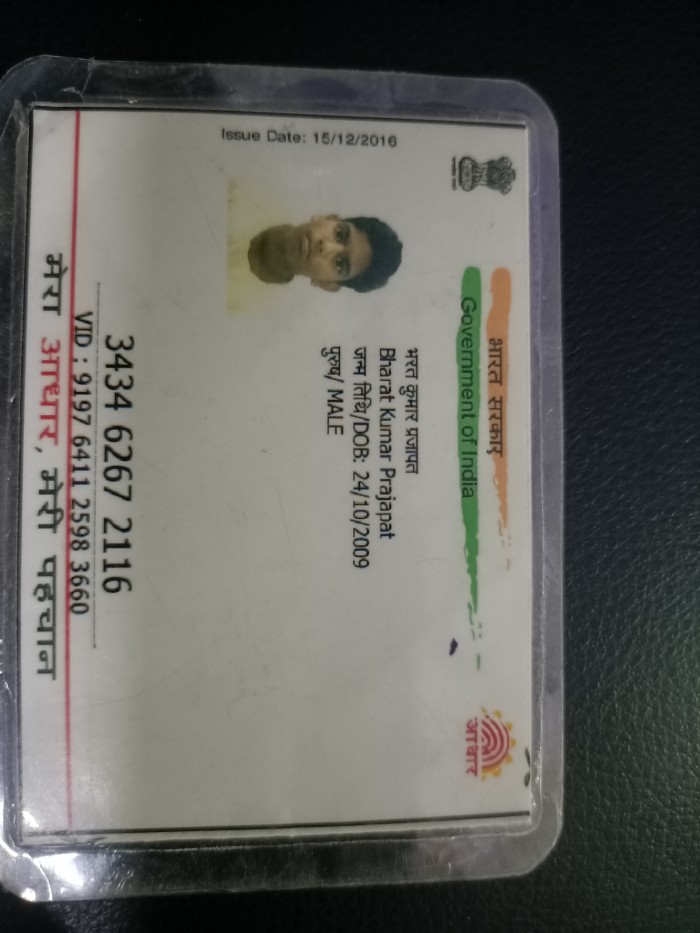 भारत सरकार
Government of India
आधार
Issue Date: 15/12/2016
भरत कुमार प्रजापत
Bharat Kumar Prajapat
जन्म तिथि/DOB: 24/10/2009
पुरुष/ MALE
3434 6267 2116
VID : 9197 6411 2598 3660
मेरा आधार, मेरी पहचान